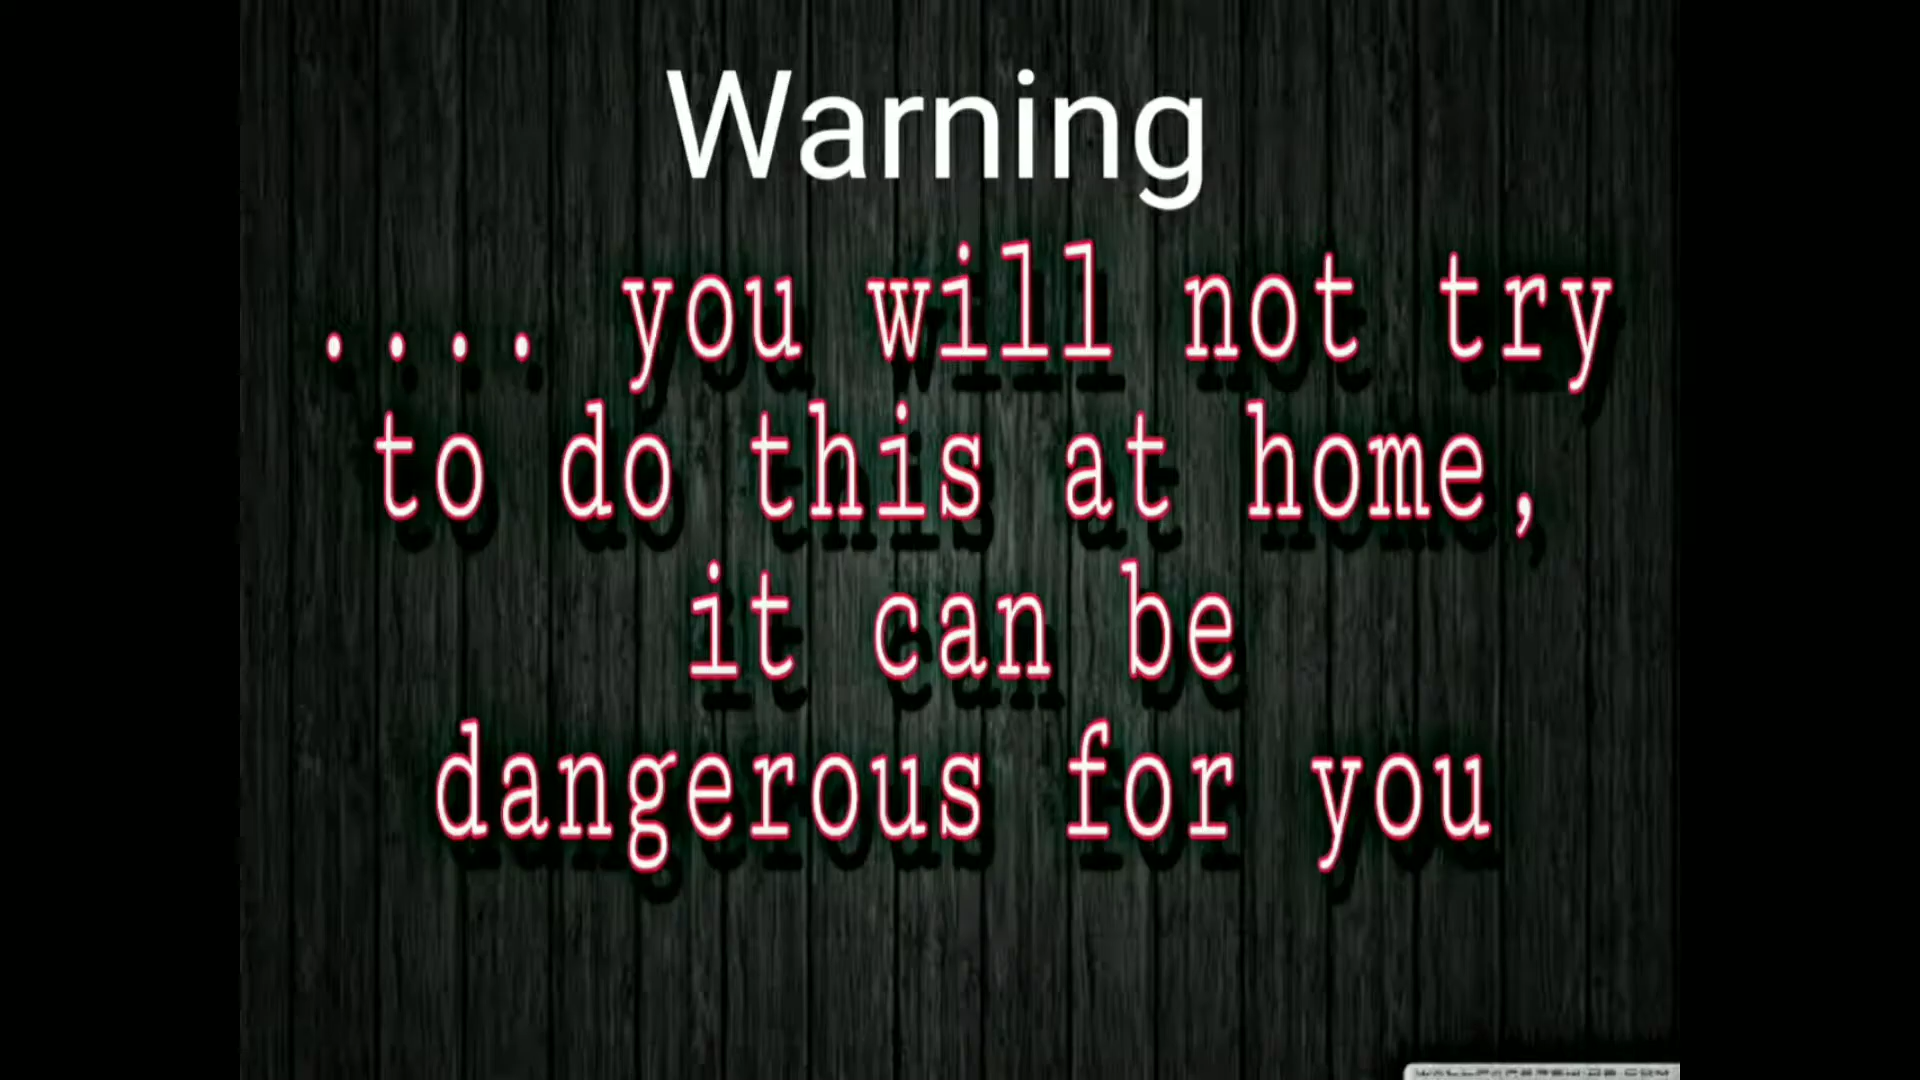 Warning
.... you will not try
to do this at home,
it can be
dangerous for you